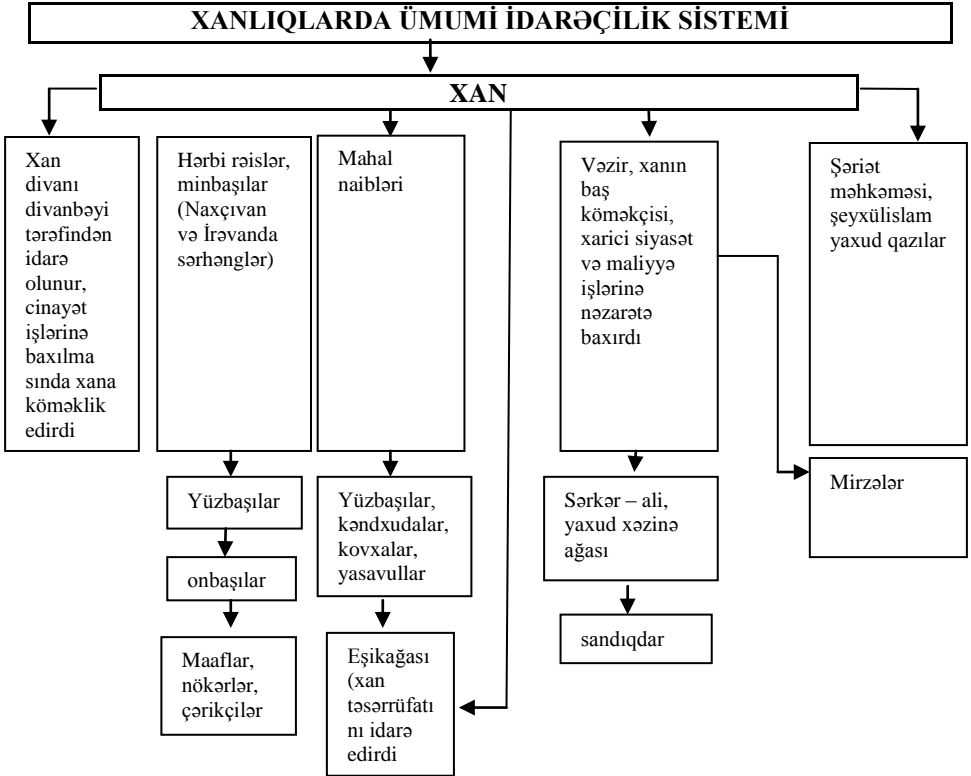 XANLIQLARDA ÜMUMİ İDARƏÇİLİK SİSTEMİ
XAN
Xan
divanı
divanbəyi
tərəfindən
idarə
olunur,
cinayət
işlərinə
baxılma
sında xana
köməklik
edirdi
Hərbi rəislər,
minbaşılar
(Naxçıvan
və İrəvanda
sərhənglər)
Mahal
naibləri
Vəzir, xanın
baş
köməkçisi,
xarici siyasət
və maliyyə
işlərinə
nəzarətə
baxırdı
Şəriət
məhkəməsi,
şeyxülislam
yaxud qazılar
Yüzbaşılar
onbaşılar
Maaflar,
nökərlər,
çərikçilər
Yüzbaşılar,
kəndxudalar,
kovxalar,
yasavullar
Eşikağası
(xan
təsərrüfatı
nı idarə
edirdi
Sərkər – ali,
yaxud xəzinə
ağası
sandıqdar
Mirzələr